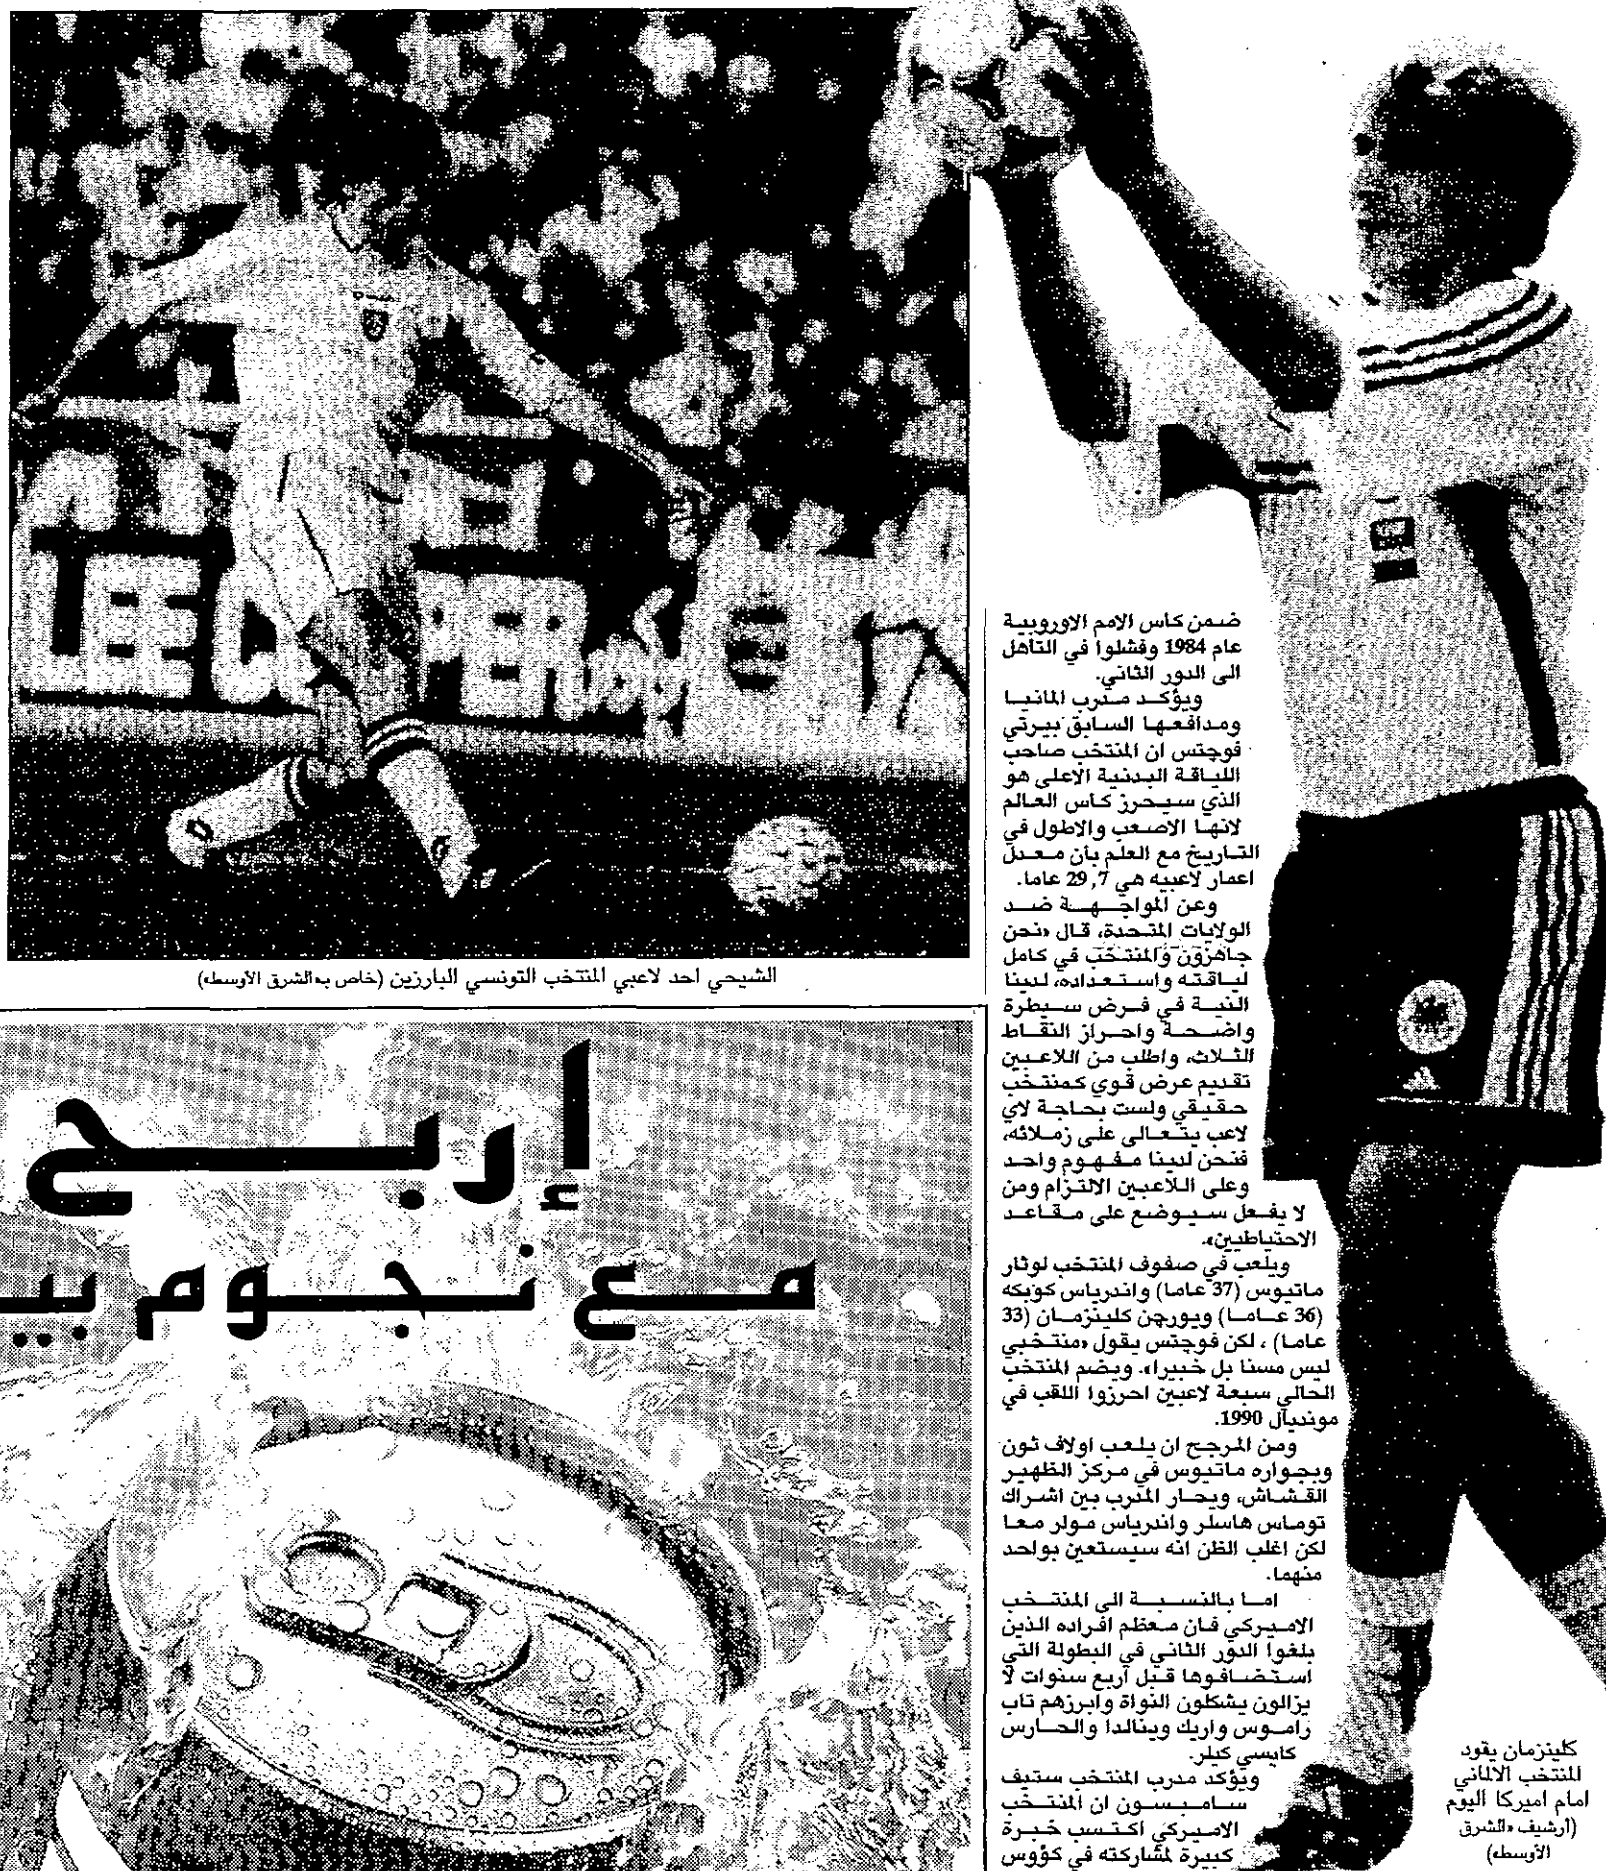 ضمن كاس الامم الاوروبية
عام 1984 وفشلوا في التاهل
الى الدور الثاني.
ويؤكد مدرب المانيا
ومدافعها السابق بيرتي
فوجتس ان المنتخب صاحب
اللياقة البدنية الاعلى هو
الذي سيحرز كاس العالم
لانها الاصعب والاطول في
التاريخ مع العلم بأن معدل
اعمار لاعبيه هي 7, 29 عاما.
وعن المواجهة ضد
الولايات المتحدة، قال «نحن
جاهزون والمنتخب في كامل
لياقته واستعداده، لدينا
النية في فرض سيطرة
واضحة واحراز النقاط
الثلاث، واطلب من اللاعبين
تقديم عرض قوي كمنتخب
حقيقي ولست بحاجة لاي
لاعب يتعالى على زملائه،
فنحن لدينا مفهوم واحد
وعلى اللاعبين الالتزام ومن
لا يفعل سيوضع على مقاعد
الاحتياطيين».
ويلعب في صفوف المنتخب لوثار
ماتيوس (37 عاما) واندرياس كوبكه
(36 عاما) ويورجن كلينزمان (33
عاما) ، لكن فوجتس يقول «منتخبي
ليس مسنا بل خبيرا». ويضم المنتخب
الحالي سبعة لاعبين احرزوا اللقب في
مونديال 1990.
ومن المرجح ان يلعب اولاف ثون
وبجواره ماتيوس في مركز الظهير
القشاش، ويحار المدرب بين اشراك
توماس هاسلر واندرياس مولر معا
لكن اغلب الظن انه سيستعين بواحد
منهما.
اما بالنسبة الى المنتخب
الاميركي فان معظم افراده الذين
بلغوا الدور الثاني في البطولة التي
استضافوها قبل أربع سنوات لا
يزالون يشكلون النواة وابرزهم تاب
راموس واريك وينالدا والحارس
كايسي كيلر.
ويؤكد مدرب المنتخب ستيف
سامبسون ان المنتخب
الاميركي اكتسب خبرة
كبيرة لمشاركته في كؤوس
كلينزمان يقود
المنتخب الالماني
امام اميركا اليوم
(أرشيف «الشرق
الأوسط»)
الشيحي احد لاعبي المنتخب التونسي البارزين (خاص بـ«الشرق الأوسط»)
إربح
مع نجوم بيـ